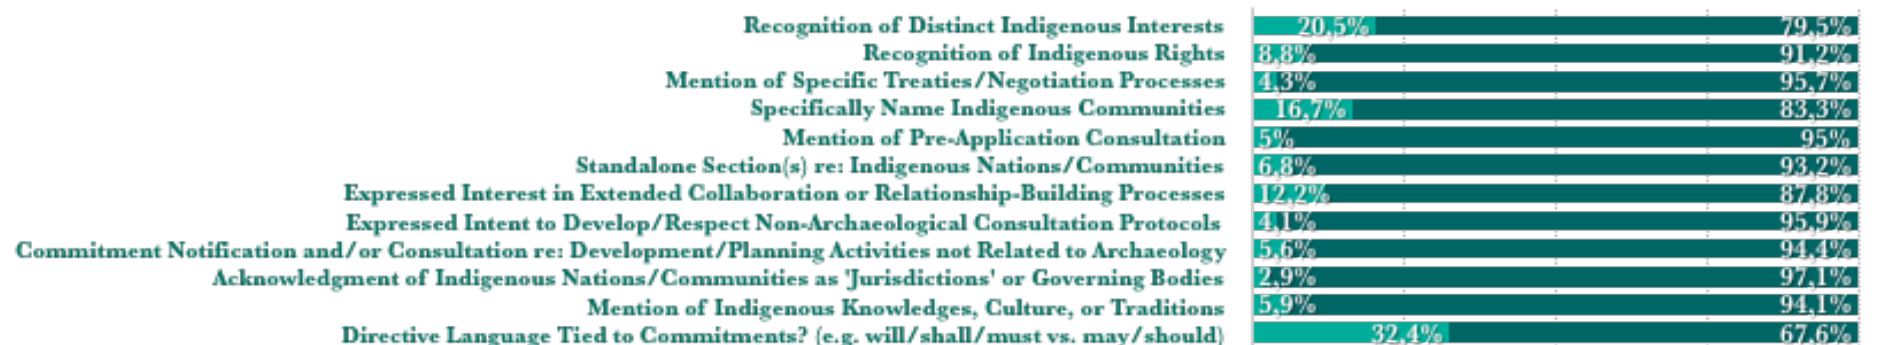 Recognition of Distinct Indigenous Interests 20,5% 79,5%
Recognition of Indigenous Rights 8,8% 91,2%
Mention of Specific Treaties/Negotiation Processes 4,3% 95,7%
Specifically Name Indigenous Communities 16,7% 83,3%
Mention of Pre-Application Consultation 5% 95%
Standalone Section(s) re: Indigenous Nations/Communities 6,8% 93,2%
Expressed Interest in Extended Collaboration or Relationship-Building Processes 12,2% 87,8%
Expressed Intent to Develop/Respect Non-Archaeological Consultation Protocols 4,1% 95,9%
Commitment Notification and/or Consultation re: Development/Planning Activities not Related to Archaeology 5,6% 94,4%
Acknowledgment of Indigenous Nations/Communities as 'Jurisdictions' or Governing Bodies 2,9% 97,1%
Mention of Indigenous Knowledges, Culture, or Traditions 5,9% 94,1%
Directive Language Tied to Commitments? (e.g. will/shall/must vs. may/should) 32,4% 67,6%